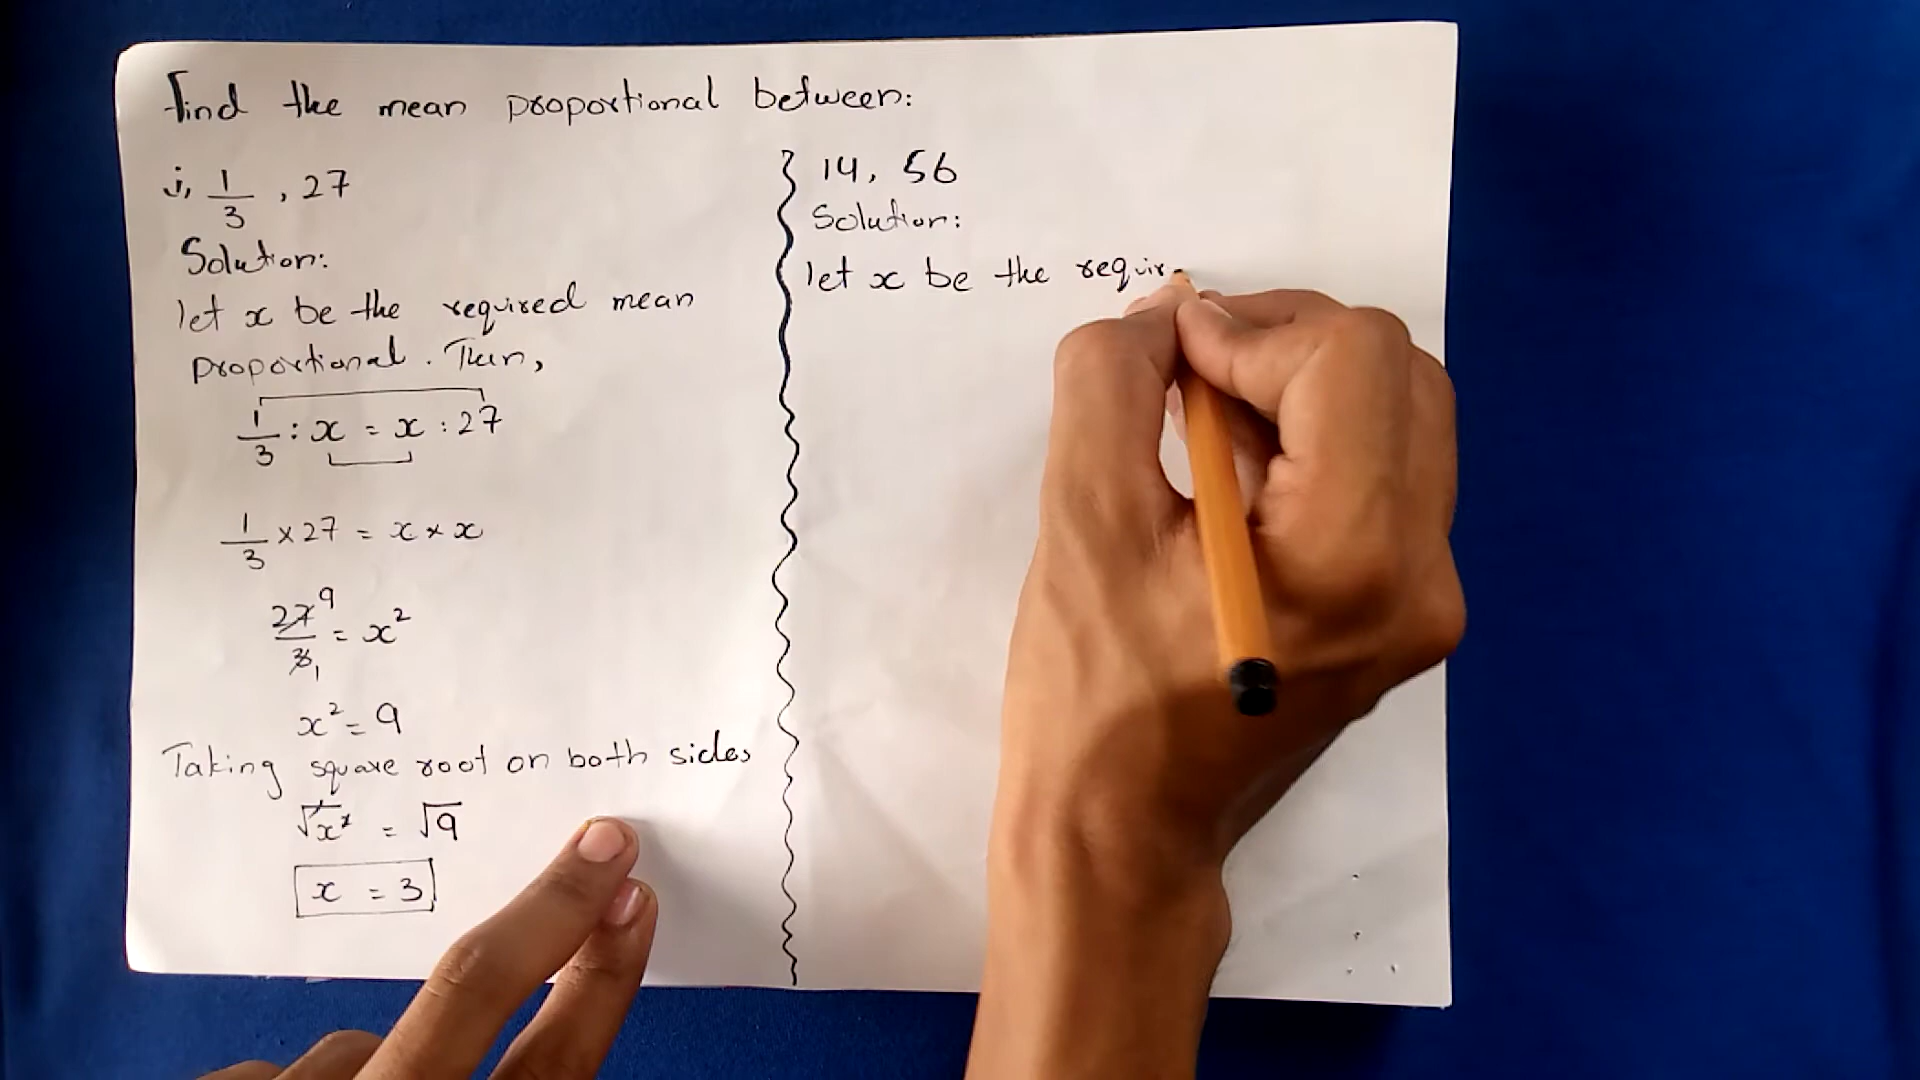 Find the mean proportional between:
i, 1/3 , 27
Solution:
let x be the required mean
proportional. Then,
1/3 : x = x : 27
1/3 × 27 = x × x
27/3 9 1 = x²
x² = 9
Taking square root on both sides
√x² = √9
x = 3
14, 56
Solution:
let x be the requir